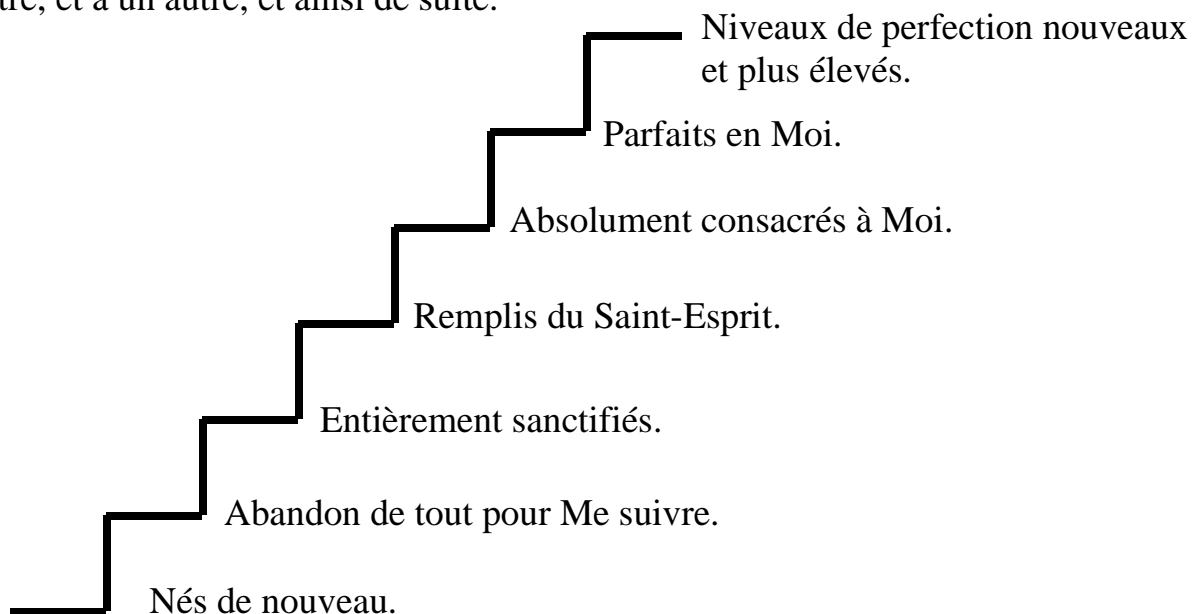 tre, et à un autre, et ainsi de suite.
Niveaux de perfection nouveaux
et plus élevés.
Parfaits en Moi.
Absolument consacrés à Moi.
Remplis du Saint-Esprit.
Entièrement sanctifiés.
Abandon de tout pour Me suivre.
Nés de nouveau.